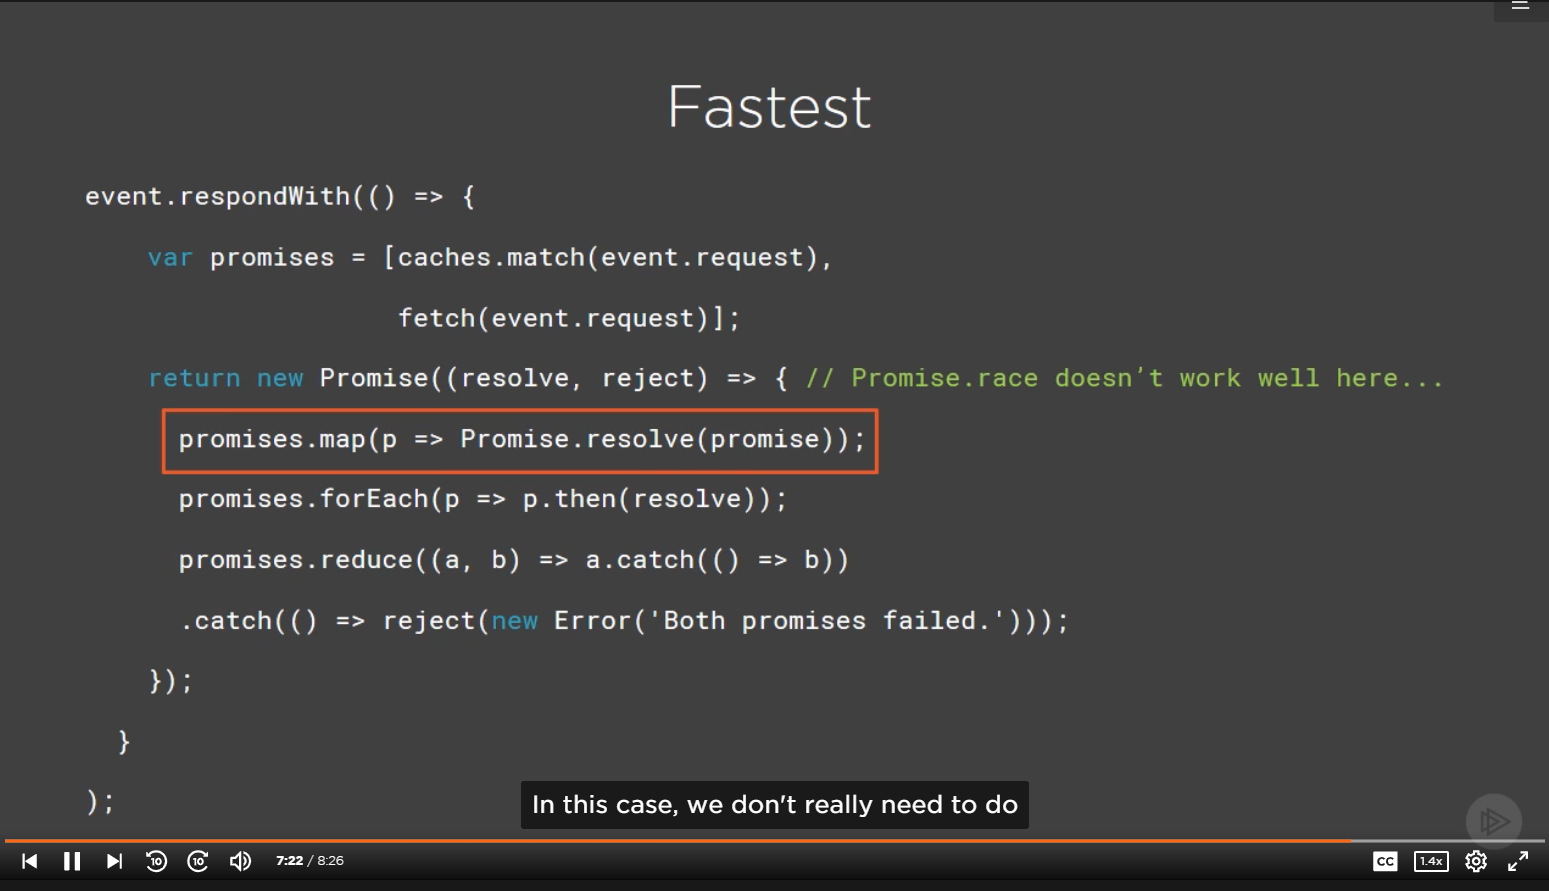 Fastest
event.respondWith(() => {
var promises = [caches.match(event.request),
fetch(event.request)];
return new Promise((resolve, reject) => { // Promise.race doesn't work well here...
promises.map(p => Promise.resolve(promise));
promises.forEach(p => p.then(resolve));
promises.reduce((a, b) => a.catch(() => b))
.catch(() => reject(new Error('Both promises failed.')));
});
}
);
In this case, we don't really need to do
10 10 7:22 / 8:26 CC 1.4x